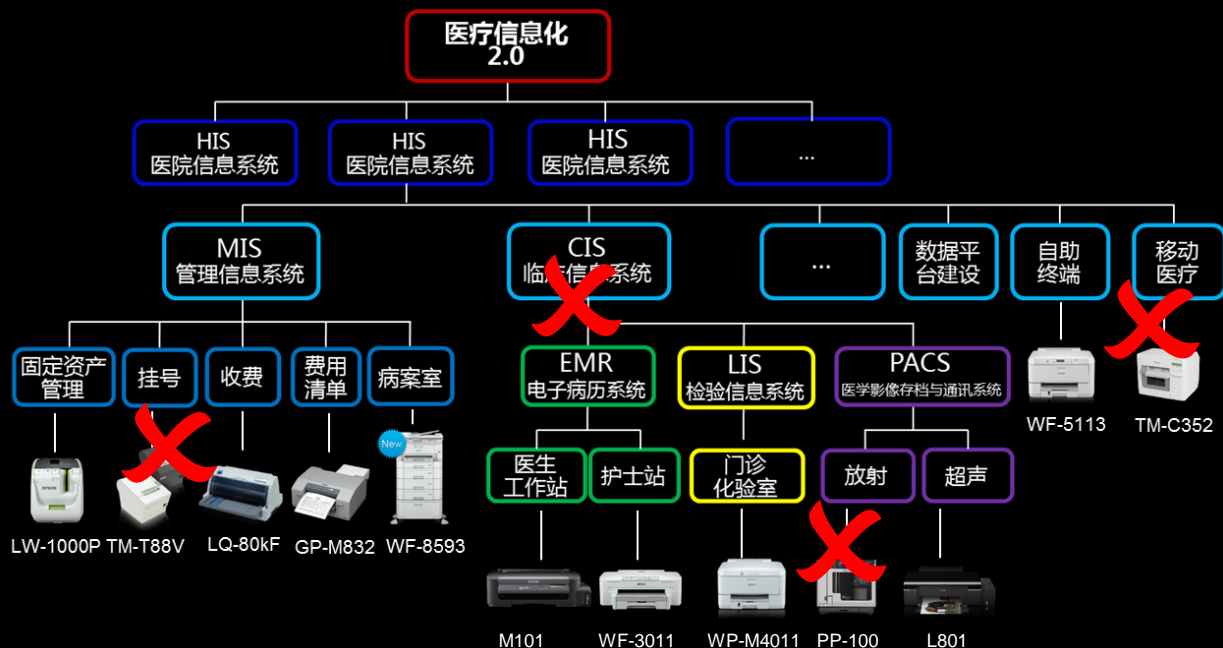 医疗信息化
2.0
HIS
医院信息系统
HIS
医院信息系统
HIS
医院信息系统
...
MIS
管理信息系统
CIS
临床信息系统
...
数据平
台建设
自助
终端
移动
医疗
固定资产
管理
挂号
收费
费用
清单
病案室
EMR
电子病历系统
LIS
检验信息系统
PACS
医学影像存档与通讯系统
WF-5113
TM-C352
New
医生
工作站
护士站
门诊
化验室
放射
超声
LW-1000P
TM-T88V
LQ-80kF
GP-M832
WF-8593
M101
WF-3011
WP-M4011
PP-100
L801